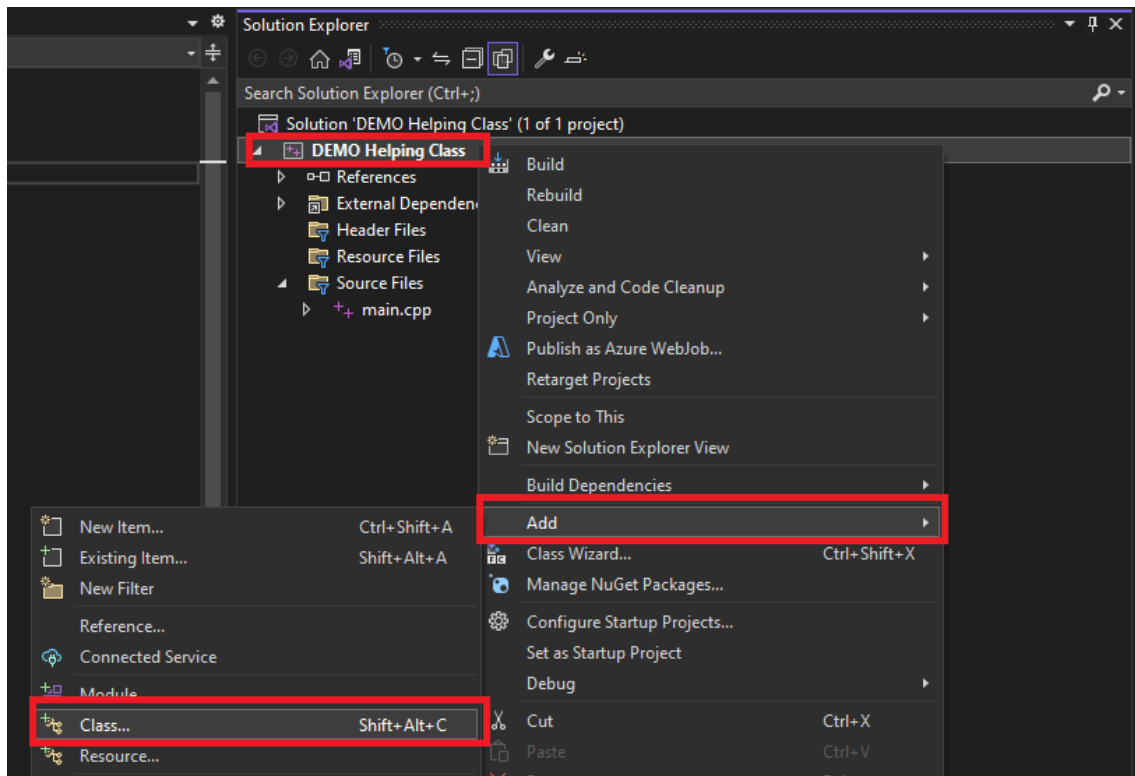 Solution Explorer
Search Solution Explorer (Ctrl+;)
Solution 'DEMO Helping Class' (1 of 1 project)
DEMO Helping Class
References
External Dependen
Header Files
Resource Files
Source Files
main.cpp
Build
Rebuild
Clean
View
Analyze and Code Cleanup
Project Only
Publish as Azure WebJob...
Retarget Projects
Scope to This
New Solution Explorer View
Build Dependencies
Add
Class Wizard... Ctrl+Shift+X
Manage NuGet Packages...
Configure Startup Projects...
Set as Startup Project
Debug
Cut Ctrl+X
Paste Ctrl+V
New Item... Ctrl+Shift+A
Existing Item... Shift+Alt+A
New Filter
Reference...
Connected Service
Module
Class... Shift+Alt+C
Resource...